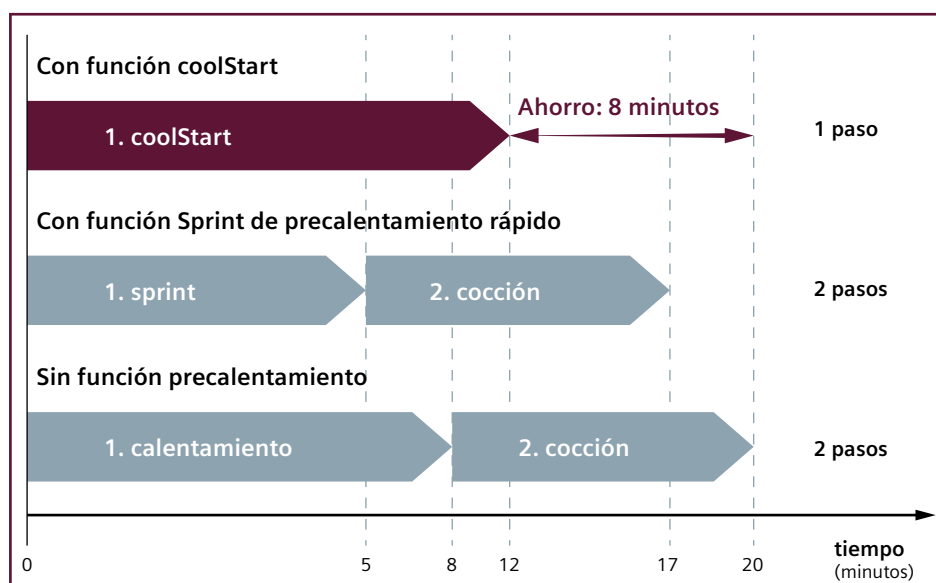 Con función coolStart
1. coolStart
Ahorro: 8 minutos
1 paso
Con función Sprint de precalentamiento rápido
1. sprint
2. cocción
2 pasos
Sin función precalentamiento
1. calentamiento
2. cocción
2 pasos
0
5
8
12
17
20
tiempo
(minutos)